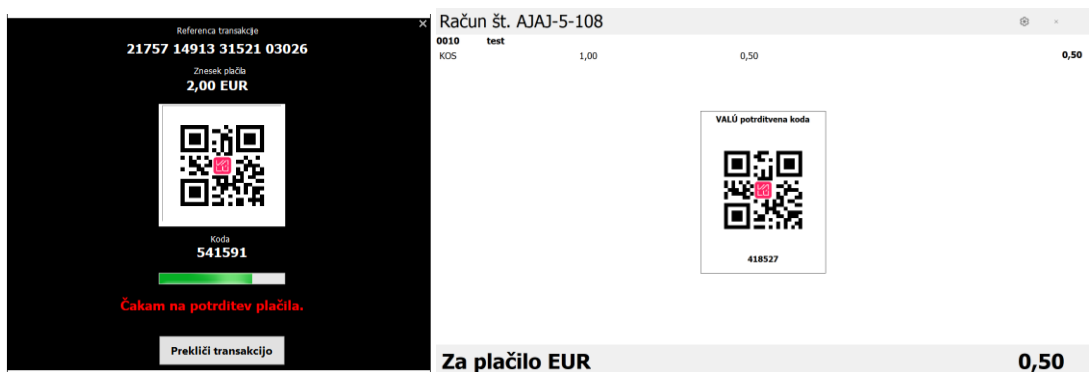 Referenca transakcije
21757 14913 31521 03026
Znesek plačila
2,00 EUR
Koda
541591
Čakam na potrditev plačila.
Prekliči transakcijo
Račun št. AJAJ-5-108
0010 test
KOS 1,00 0,50 0,50
VALÚ potrditvena koda
418527
Za plačilo EUR 0,50